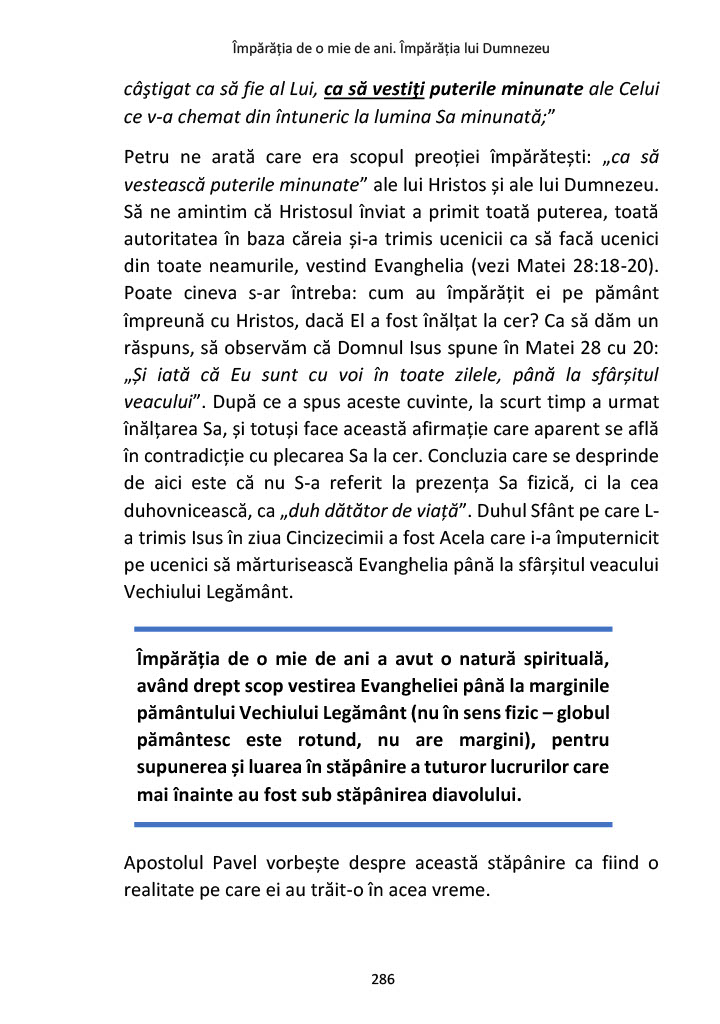 Împărăția de o mie de ani. Împărăția lui Dumnezeu
câştigat ca să fie al Lui, ca să vestiţi puterile minunate ale Celui
ce v-a chemat din întuneric la lumina Sa minunată;”
Petru ne arată care era scopul preoției împărătești: „ca să
vestească puterile minunate” ale lui Hristos și ale lui Dumnezeu.
Să ne amintim că Hristosul înviat a primit toată puterea, toată
autoritatea în baza căreia și-a trimis ucenicii ca să facă ucenici
din toate neamurile, vestind Evanghelia (vezi Matei 28:18-20).
Poate cineva s-ar întreba: cum au împărățit ei pe pământ
împreună cu Hristos, dacă El a fost înălțat la cer? Ca să dăm un
răspuns, să observăm că Domnul Isus spune în Matei 28 cu 20:
„Și iată că Eu sunt cu voi în toate zilele, până la sfârșitul
veacului”. După ce a spus aceste cuvinte, la scurt timp a urmat
înălțarea Sa, și totuși face această afirmație care aparent se află
în contradicție cu plecarea Sa la cer. Concluzia care se desprinde
de aici este că nu S-a referit la prezența Sa fizică, ci la cea
duhovnicească, ca „duh dătător de viață”. Duhul Sfânt pe care L-
a trimis Isus în ziua Cincizecimii a fost Acela care i-a împuternicit
pe ucenici să mărturisească Evanghelia până la sfârșitul veacului
Vechiului Legământ.
Împărăția de o mie de ani a avut o natură spirituală,
având drept scop vestirea Evangheliei până la marginile
pământului Vechiului Legământ (nu în sens fizic – globul
pământesc este rotund, nu are margini), pentru
supunerea și luarea în stăpânire a tuturor lucrurilor care
mai înainte au fost sub stăpânirea diavolului.
Apostolul Pavel vorbește despre această stăpânire ca fiind o
realitate pe care ei au trăit-o în acea vreme.
286